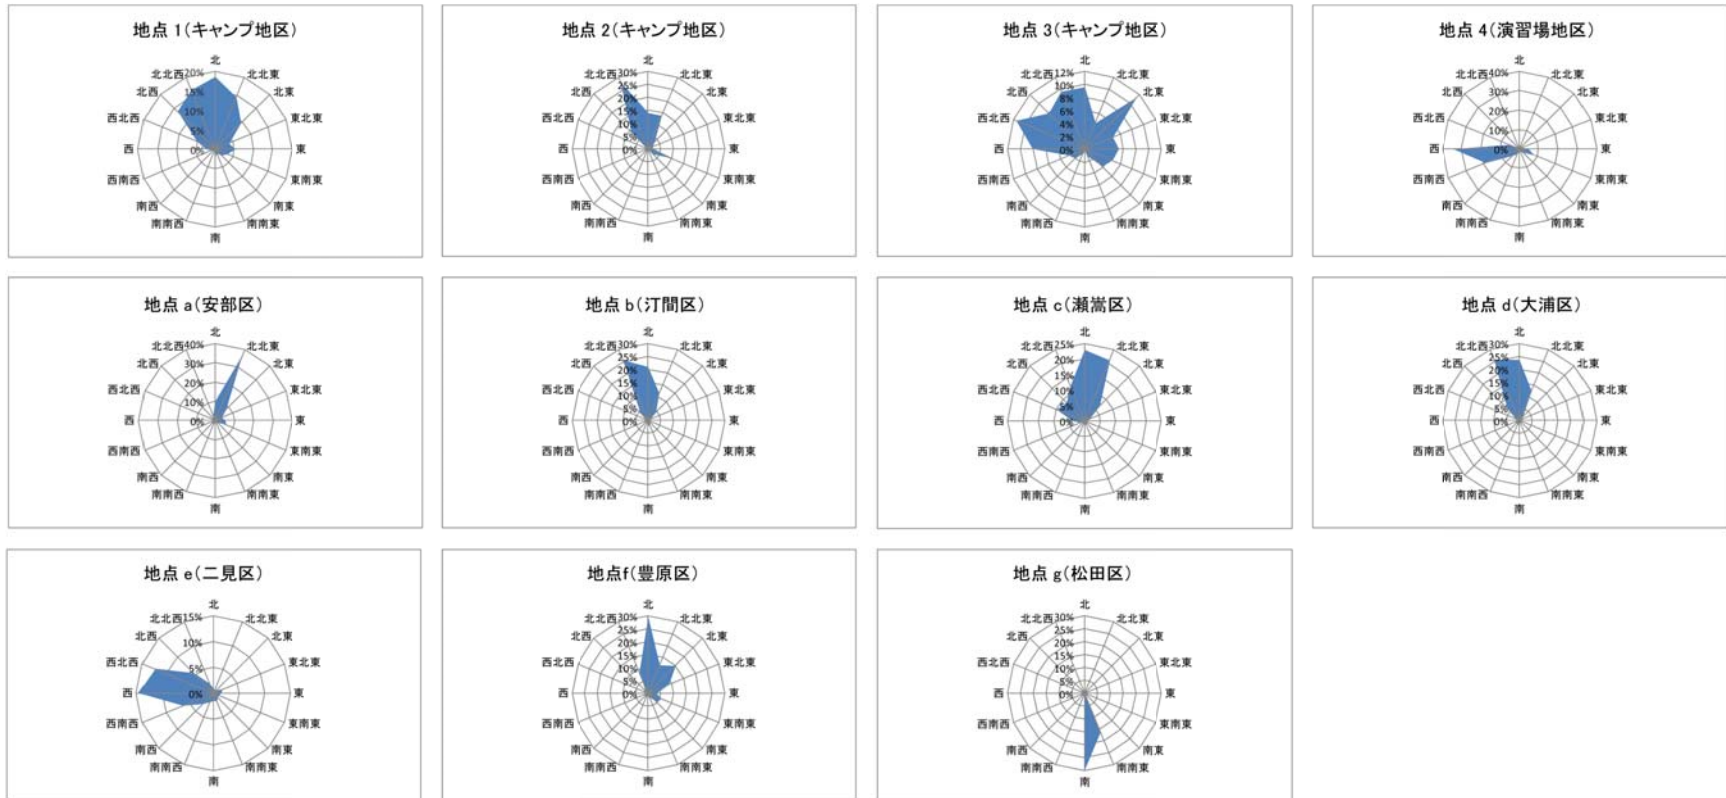 地点 1(キャンプ地区)
北
20% 北北東
北北西
北西 15% 北東
10%
西北西 東北東
5%
西 0% 東
西南西 東南東
南西 南東
南南西 南南東
南
地点 2(キャンプ地区)
北
30% 北北東
北北西
25%
北西 北東
20%
15%
西北西 東北東
10%
5%
西 0% 東
西南西 東南東
南西 南東
南南西 南南東
南
地点 3(キャンプ地区)
北
12% 北北東
北北西
10%
北西 北東
8%
6%
西北西 東北東
4%
2%
西 0% 東
西南西 東南東
南西 南東
南南西 南南東
南
地点 4(演習場地区)
北
40% 北北東
北北西
北西 30% 北東
20%
西北西 東北東
10%
西 0% 東
西南西 東南東
南西 南東
南南西 南南東
南
地点 a(安部区)
北
40% 北北東
北北西
北西 30% 北東
20%
西北西 東北東
10%
西 0% 東
西南西 東南東
南西 南東
南南西 南南東
南
地点 b(汀間区)
北
30% 北北東
北北西
25%
北西 北東
20%
15%
西北西 東北東
10%
5%
西 0% 東
西南西 東南東
南西 南東
南南西 南南東
南
地点 c(瀬嵩区)
北
25% 北北東
北北西
北西 20% 北東
15%
西北西 10% 東北東
5%
西 0% 東
西南西 東南東
南西 南東
南南西 南南東
南
地点 d(大浦区)
北
30% 北北東
北北西
25%
北西 北東
20%
15%
西北西 東北東
10%
5%
西 0% 東
西南西 東南東
南西 南東
南南西 南南東
南
地点 e(二見区)
北
15% 北北東
北北西
北西 10% 北東
西北西 5% 東北東
西 0% 東
西南西 東南東
南西 南東
南南西 南南東
南
地点f(豊原区)
北
30% 北北東
北北西
25%
北西 北東
20%
15%
西北西 東北東
10%
5%
西 0% 東
西南西 東南東
南西 南東
南南西 南南東
南
地点 g(松田区)
北
30% 北北東
北北西
25%
北西 北東
20%
15%
西北西 東北東
10%
5%
西 0% 東
西南西 東南東
南西 南東
南南西 南南東
南